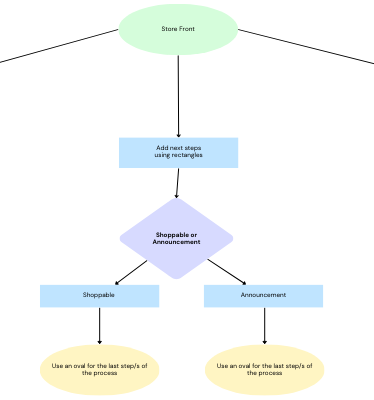 Store Front
Add next steps
using rectangles
Shoppable or
Announcement
Shoppable
Announcement
Use an oval for the last step/s of
the process
Use an oval for the last step/s of
the process